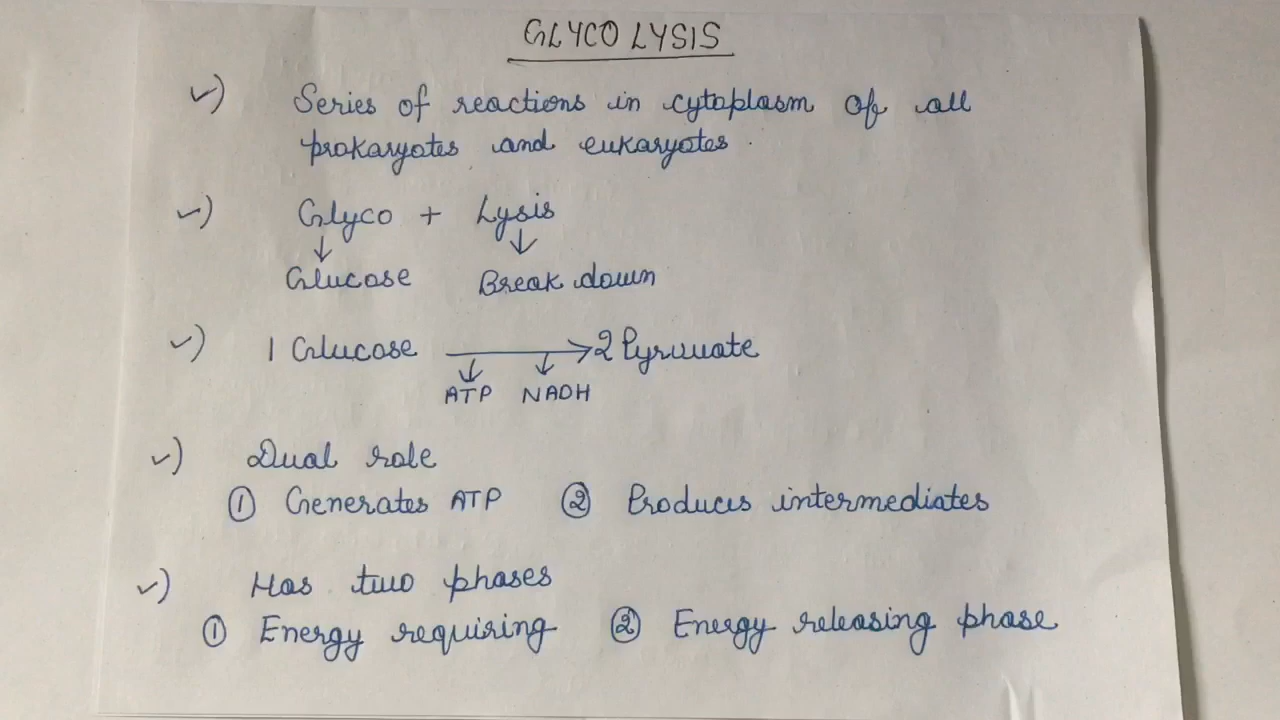 GLYCOLYSIS
✓) Series of reactions in cytoplasm of all
prokaryotes and eukaryotes.
✓) Glyco + Lysis
↓ ↓
Glucose Break down
✓) 1 Glucose → 2 Pyruvate
↓ ↓
ATP NADH
✓) Dual role
① Generates ATP ② Produces intermediates
✓) Has two phases
① Energy requiring ② Energy releasing phase